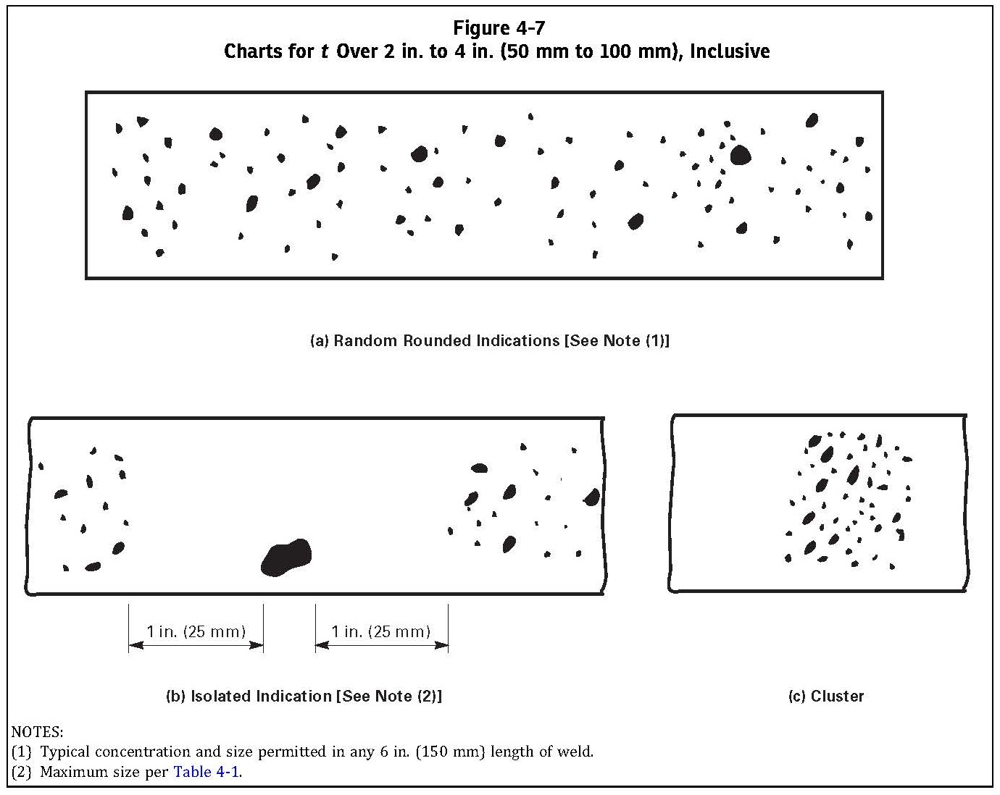 Figure 4-7
Charts for t Over 2 in. to 4 in. (50 mm to 100 mm), Inclusive
(a) Random Rounded Indications [See Note (1)]
1 in. (25 mm)
1 in. (25 mm)
(b) Isolated Indication [See Note (2)]
(c) Cluster
NOTES:
(1) Typical concentration and size permitted in any 6 in. (150 mm) length of weld.
(2) Maximum size per Table 4-1.